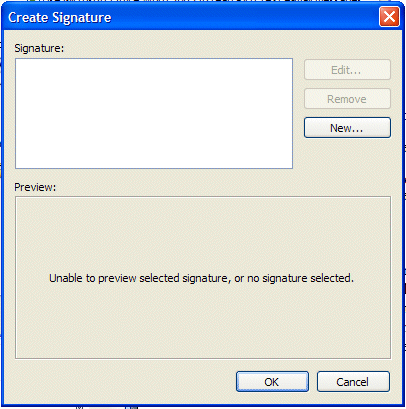 Create Signature
Signature:
Edit...
Remove
New...
Preview:
Unable to preview selected signature, or no signature selected.
OK
Cancel